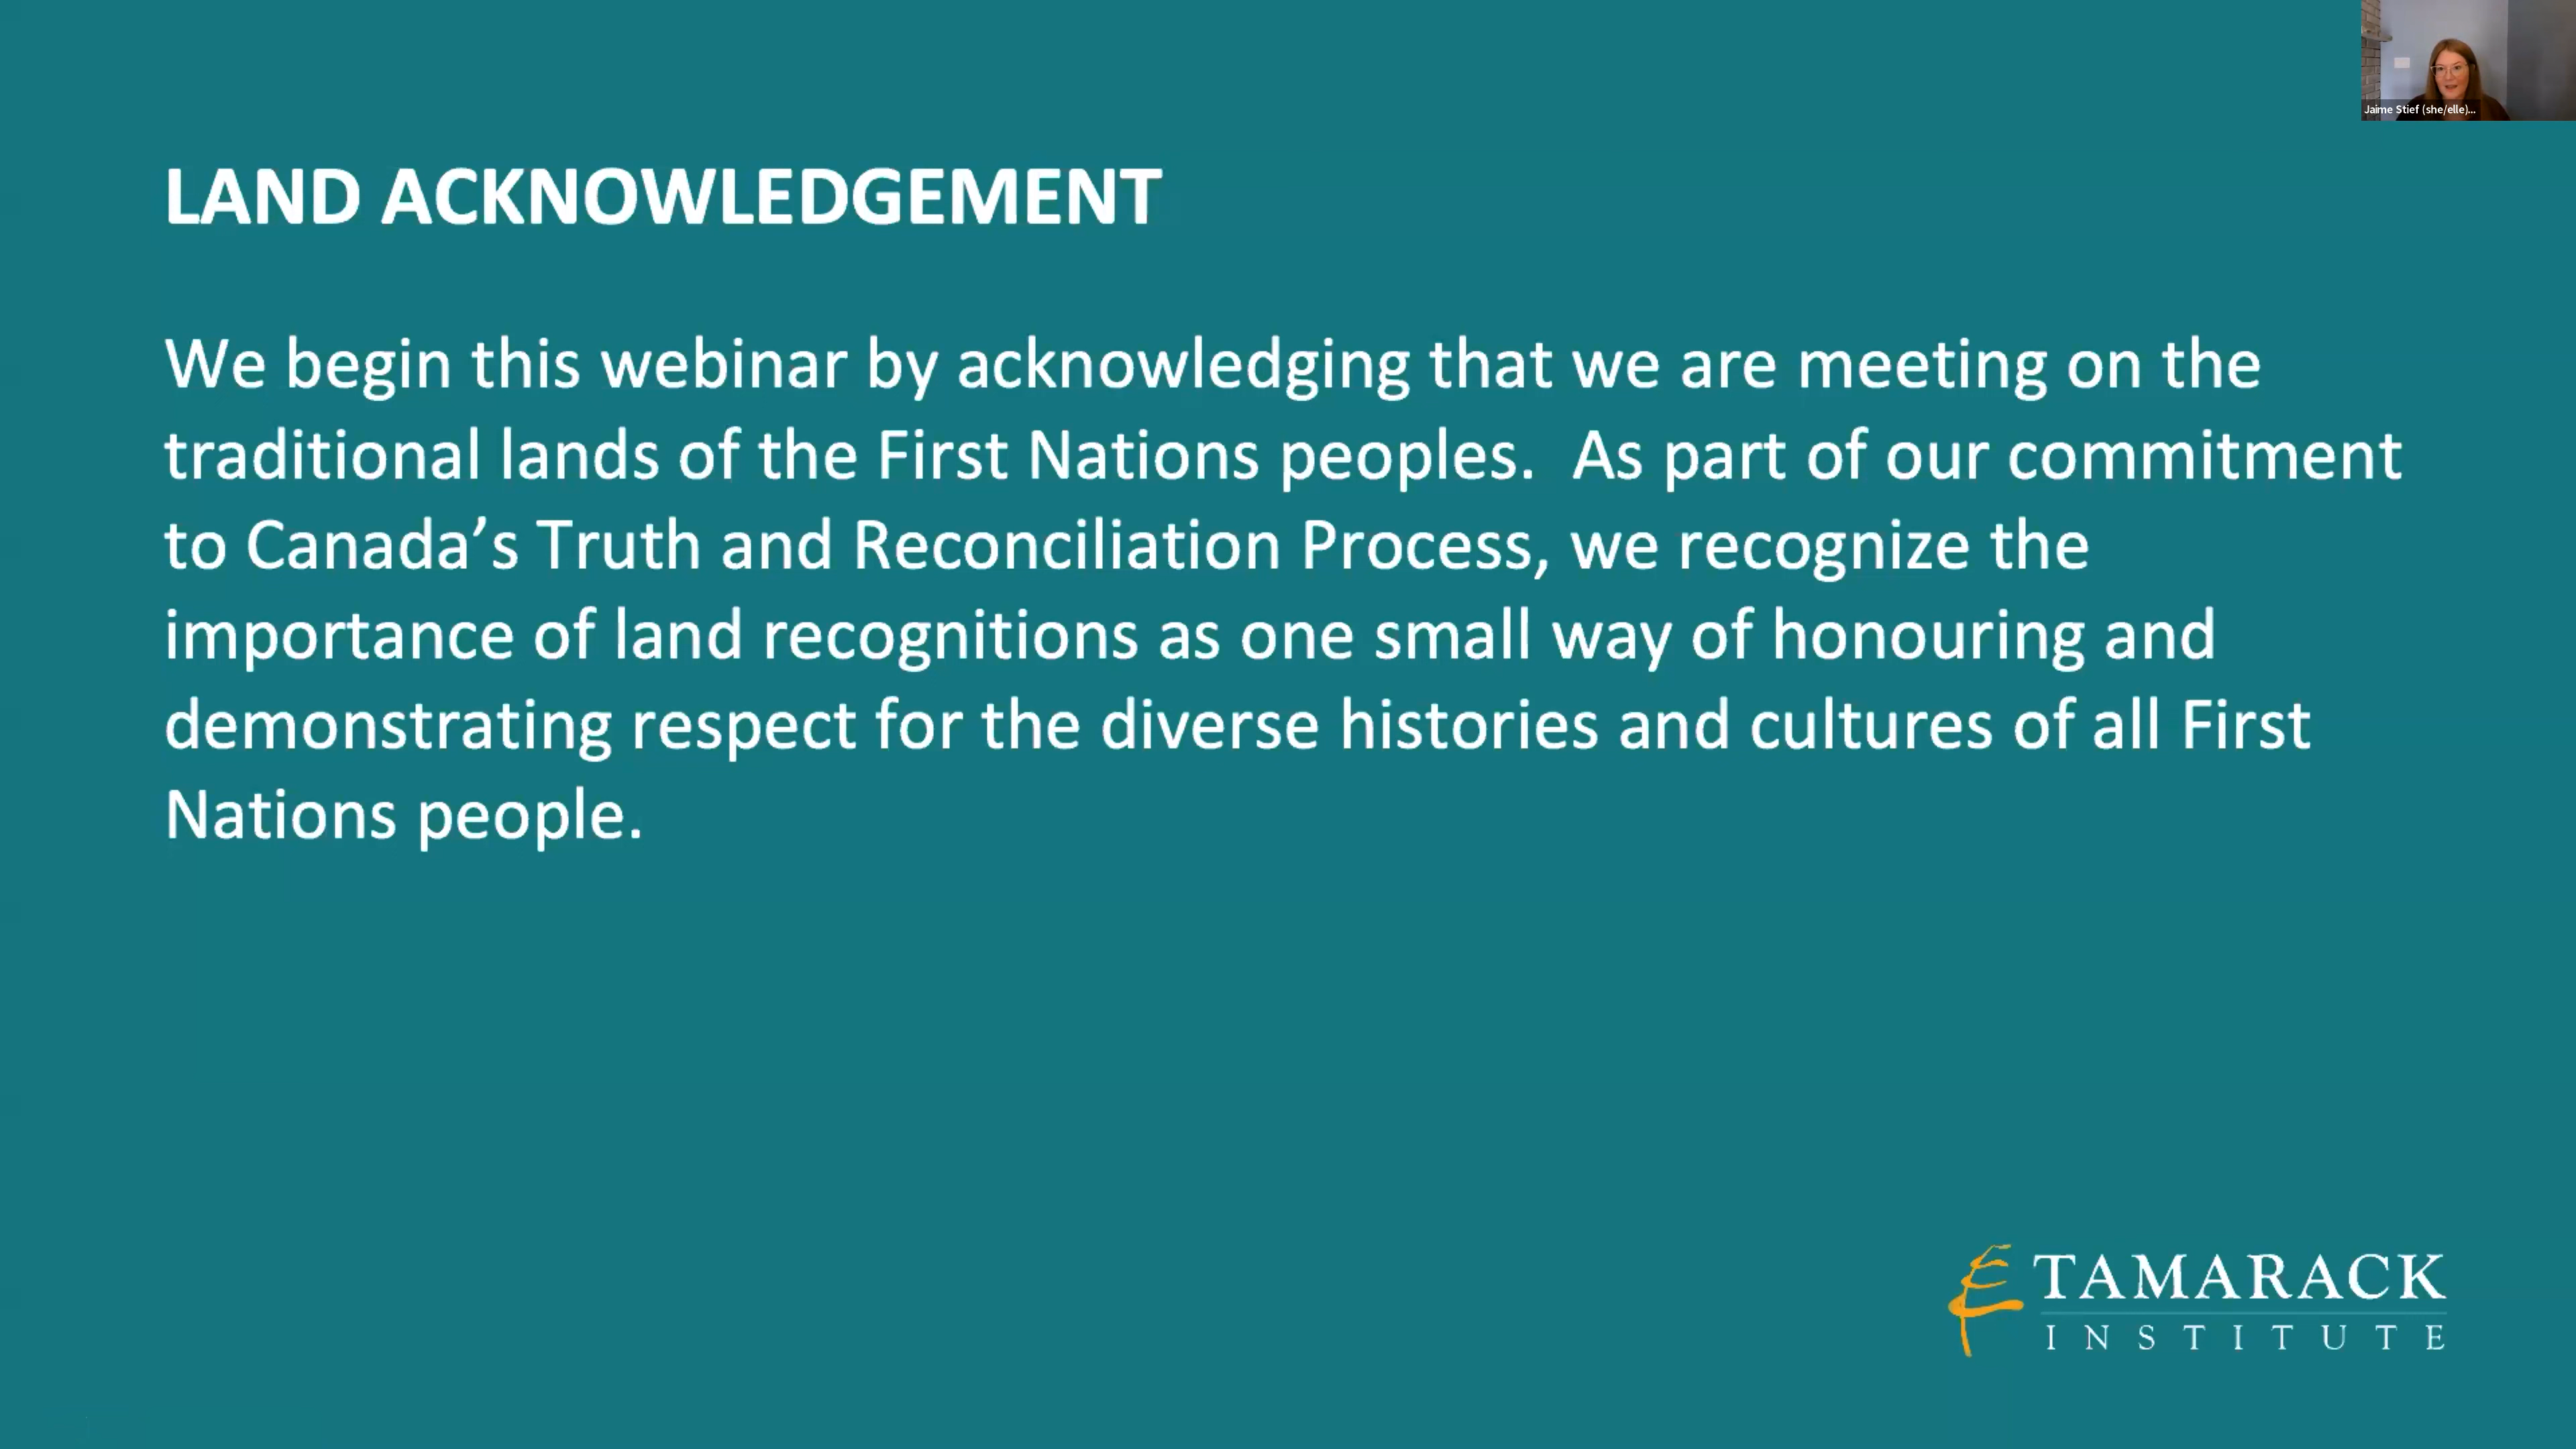 Jaime Stief (she/elle)...
LAND ACKNOWLEDGEMENT
We begin this webinar by acknowledging that we are meeting on the
traditional lands of the First Nations peoples.  As part of our commitment
to Canada’s Truth and Reconciliation Process, we recognize the
importance of land recognitions as one small way of honouring and
demonstrating respect for the diverse histories and cultures of all First
Nations people.
TAMARACK
INSTITUTE